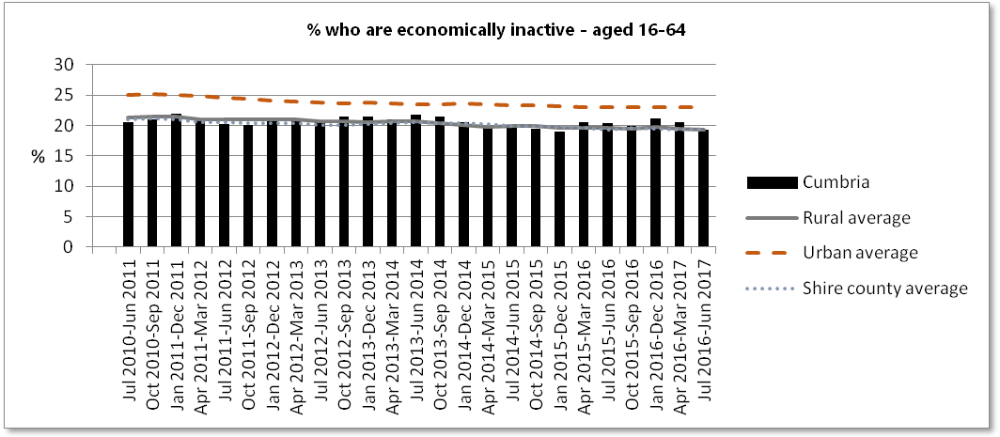 % who are economically inactive - aged 16-64
30
25
20
15
10
5
0
%
Jul 2010-Jun 2011
Oct 2010-Sep 2011
Jan 2011-Dec 2011
Apr 2011-Mar 2012
Jul 2011-Jun 2012
Oct 2011-Sep 2012
Jan 2012-Dec 2012
Apr 2012-Mar 2013
Jul 2012-Jun 2013
Oct 2012-Sep 2013
Jan 2013-Dec 2013
Apr 2013-Mar 2014
Jul 2013-Jun 2014
Oct 2013-Sep 2014
Jan 2014-Dec 2014
Apr 2014-Mar 2015
Jul 2014-Jun 2015
Oct 2014-Sep 2015
Jan 2015-Dec 2015
Apr 2015-Mar 2016
Jul 2015-Jun 2016
Oct 2015-Sep 2016
Jan 2016-Dec 2016
Apr 2016-Mar 2017
Jul 2016-Jun 2017
Cumbria
Rural average
Urban average
Shire county average